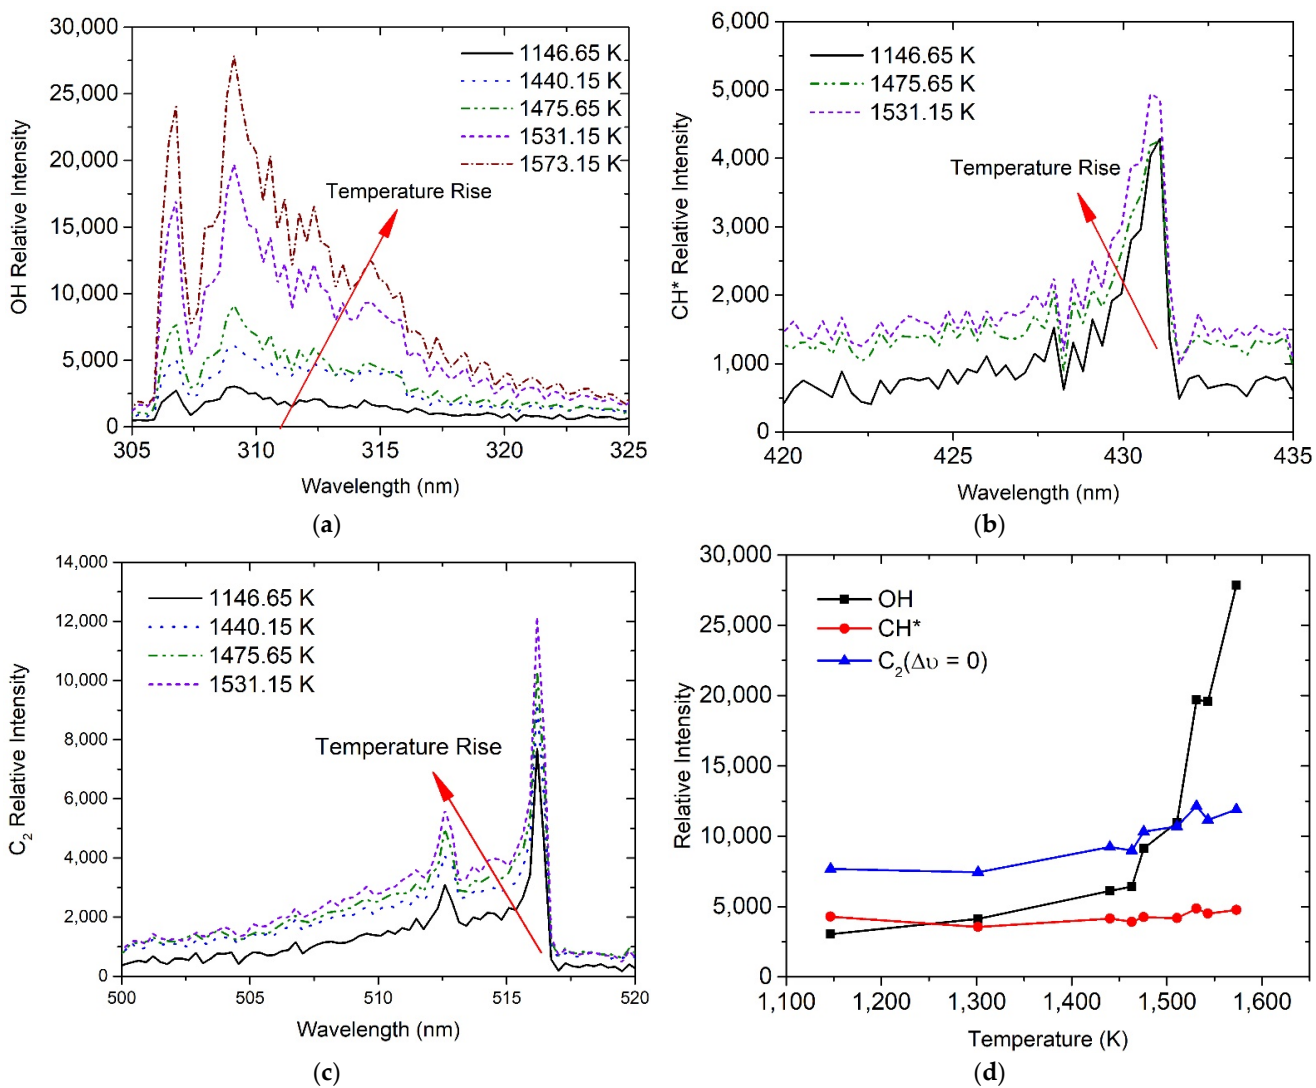 30,000
25,000
20,000
15,000
10,000
5,000
0
OH Relative Intensity
1146.65 K
1440.15 K
1475.65 K
1531.15 K
1573.15 K
Temperature Rise
305 310 315 320 325
Wavelength (nm)
(a)
6,000
5,000
4,000
3,000
2,000
1,000
0
CH* Relative Intensity
1146.65 K
1475.65 K
1531.15 K
Temperature Rise
420 425 430 435
Wavelength (nm)
(b)
14,000
12,000
10,000
8,000
6,000
4,000
2,000
0
C₂ Relative Intensity
1146.65 K
1440.15 K
1475.65 K
1531.15 K
Temperature Rise
500 505 510 515 520
Wavelength (nm)
(c)
30,000
25,000
20,000
15,000
10,000
5,000
0
Relative Intensity
OH
CH*
C₂(Δυ = 0)
1,100 1,200 1,300 1,400 1,500 1,600
Temperature (K)
(d)